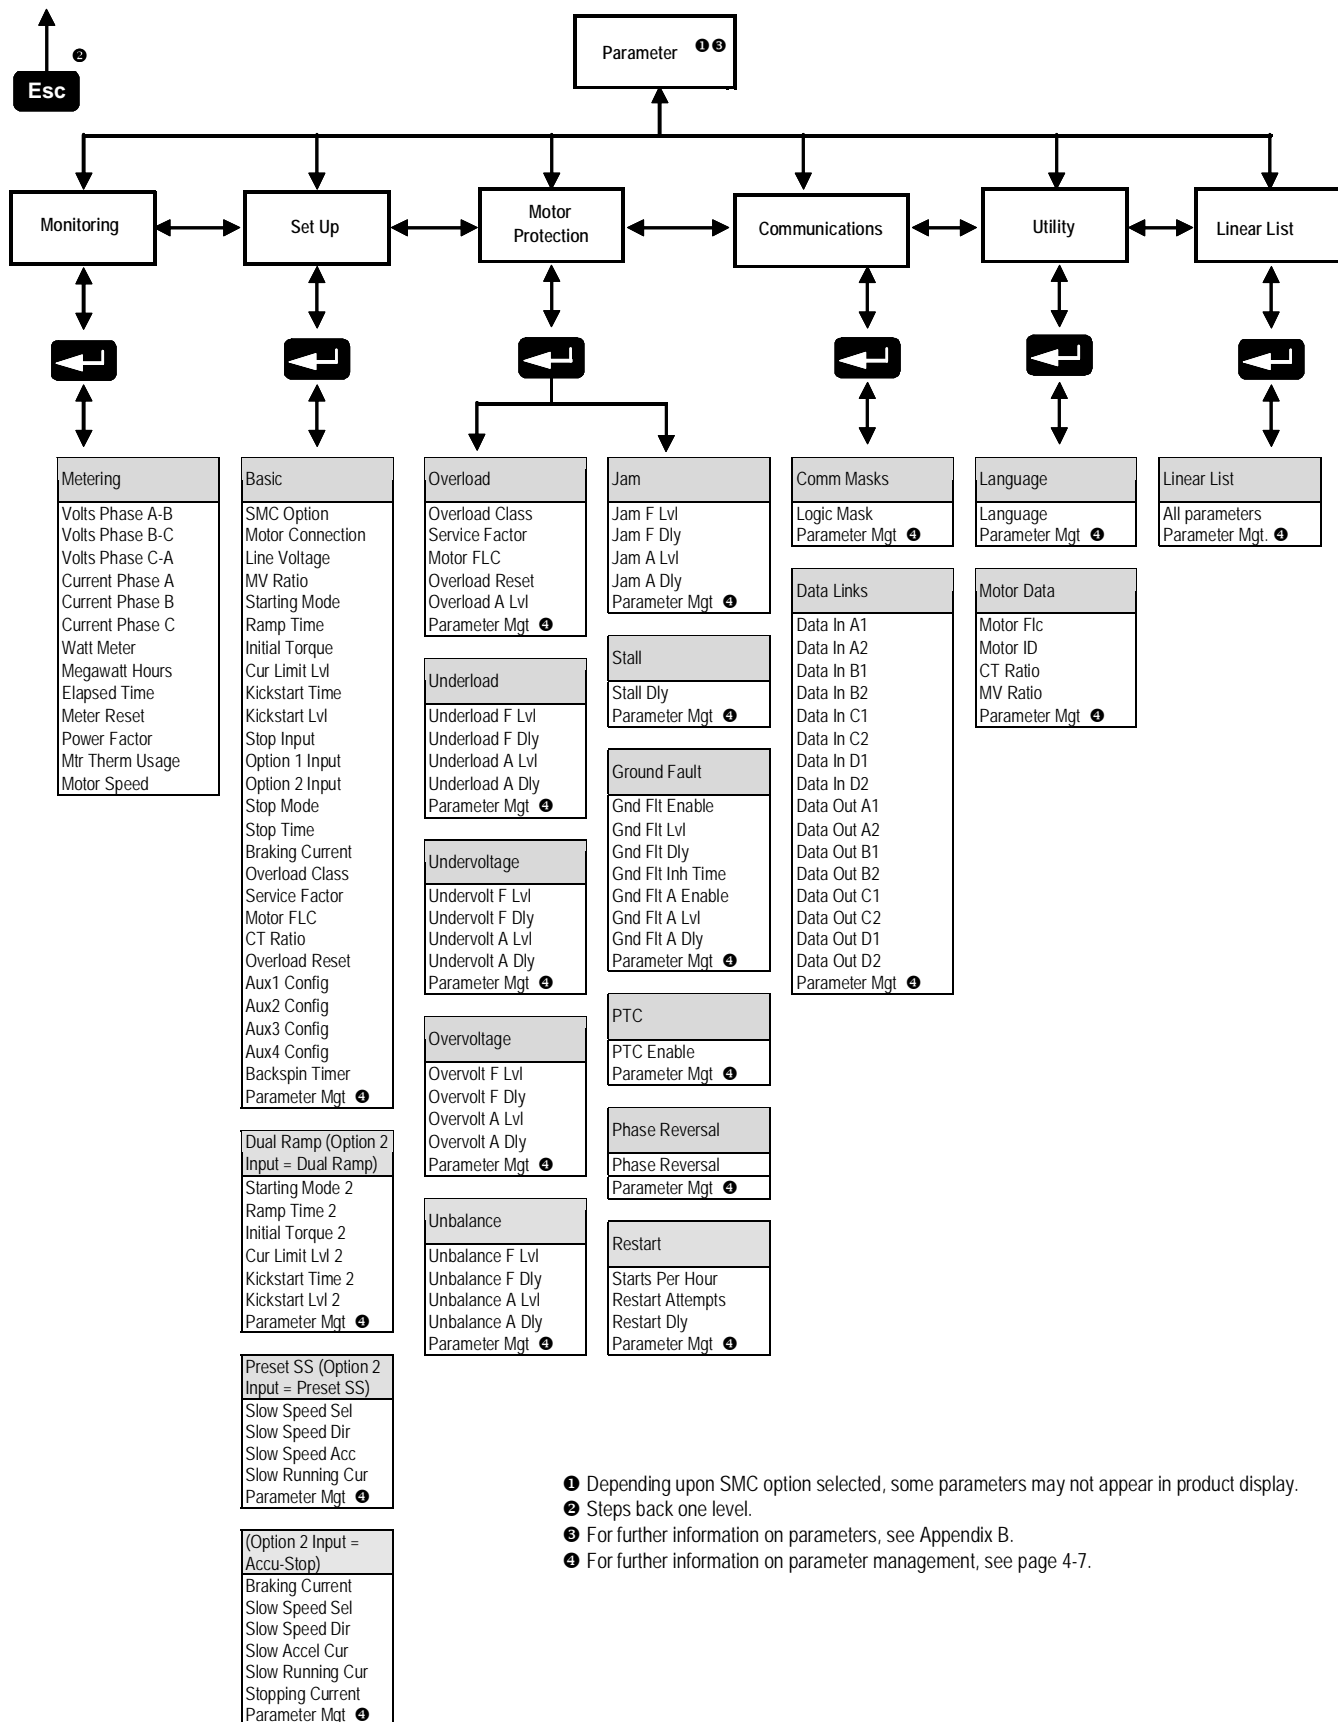 Parameter ❶❸
❷
Esc
Monitoring
Set Up
Motor
Protection
Communications
Utility
Linear List
Metering
Volts Phase A-B
Volts Phase B-C
Volts Phase C-A
Current Phase A
Current Phase B
Current Phase C
Watt Meter
Megawatt Hours
Elapsed Time
Meter Reset
Power Factor
Mtr Therm Usage
Motor Speed
Basic
SMC Option
Motor Connection
Line Voltage
MV Ratio
Starting Mode
Ramp Time
Initial Torque
Cur Limit Lvl
Kickstart Time
Kickstart Lvl
Stop Input
Option 1 Input
Option 2 Input
Stop Mode
Stop Time
Braking Current
Overload Class
Service Factor
Motor FLC
CT Ratio
Overload Reset
Aux1 Config
Aux2 Config
Aux3 Config
Aux4 Config
Backspin Timer
Parameter Mgt ❹
Dual Ramp (Option 2
Input = Dual Ramp)
Starting Mode 2
Ramp Time 2
Initial Torque 2
Cur Limit Lvl 2
Kickstart Time 2
Kickstart Lvl 2
Parameter Mgt ❹
Preset SS (Option 2
Input = Preset SS)
Slow Speed Sel
Slow Speed Dir
Slow Speed Acc
Slow Running Cur
Parameter Mgt ❹
(Option 2 Input =
Accu-Stop)
Braking Current
Slow Speed Sel
Slow Speed Dir
Slow Accel Cur
Slow Running Cur
Stopping Current
Parameter Mgt ❹
Overload
Overload Class
Service Factor
Motor FLC
Overload Reset
Overload A Lvl
Parameter Mgt ❹
Underload
Underload F Lvl
Underload F Dly
Underload A Lvl
Underload A Dly
Parameter Mgt ❹
Undervoltage
Undervolt F Lvl
Undervolt F Dly
Undervolt A Lvl
Undervolt A Dly
Parameter Mgt ❹
Overvoltage
Overvolt F Lvl
Overvolt F Dly
Overvolt A Lvl
Overvolt A Dly
Parameter Mgt ❹
Unbalance
Unbalance F Lvl
Unbalance F Dly
Unbalance A Lvl
Unbalance A Dly
Parameter Mgt ❹
Jam
Jam F Lvl
Jam F Dly
Jam A Lvl
Jam A Dly
Parameter Mgt ❹
Stall
Stall Dly
Parameter Mgt ❹
Ground Fault
Gnd Flt Enable
Gnd Flt Lvl
Gnd Flt Dly
Gnd Flt Inh Time
Gnd Flt A Enable
Gnd Flt A Lvl
Gnd Flt A Dly
Parameter Mgt ❹
PTC
PTC Enable
Parameter Mgt ❹
Phase Reversal
Phase Reversal
Parameter Mgt ❹
Restart
Starts Per Hour
Restart Attempts
Restart Dly
Parameter Mgt ❹
Comm Masks
Logic Mask
Parameter Mgt ❹
Data Links
Data In A1
Data In A2
Data In B1
Data In B2
Data In C1
Data In C2
Data In D1
Data In D2
Data Out A1
Data Out A2
Data Out B1
Data Out B2
Data Out C1
Data Out C2
Data Out D1
Data Out D2
Parameter Mgt ❹
Language
Language
Parameter Mgt ❹
Motor Data
Motor Flc
Motor ID
CT Ratio
MV Ratio
Parameter Mgt ❹
Linear List
All parameters
Parameter Mgt. ❹
❶ Depending upon SMC option selected, some parameters may not appear in product display.
❷ Steps back one level.
❸ For further information on parameters, see Appendix B.
❹ For further information on parameter management, see page 4-7.